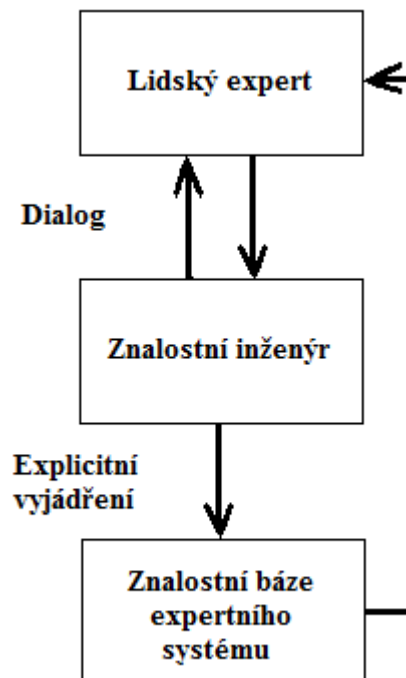 Lidský expert
Dialog
Znalostní inženýr
Explicitní
vyjádření
Znalostní báze
expertního
systému